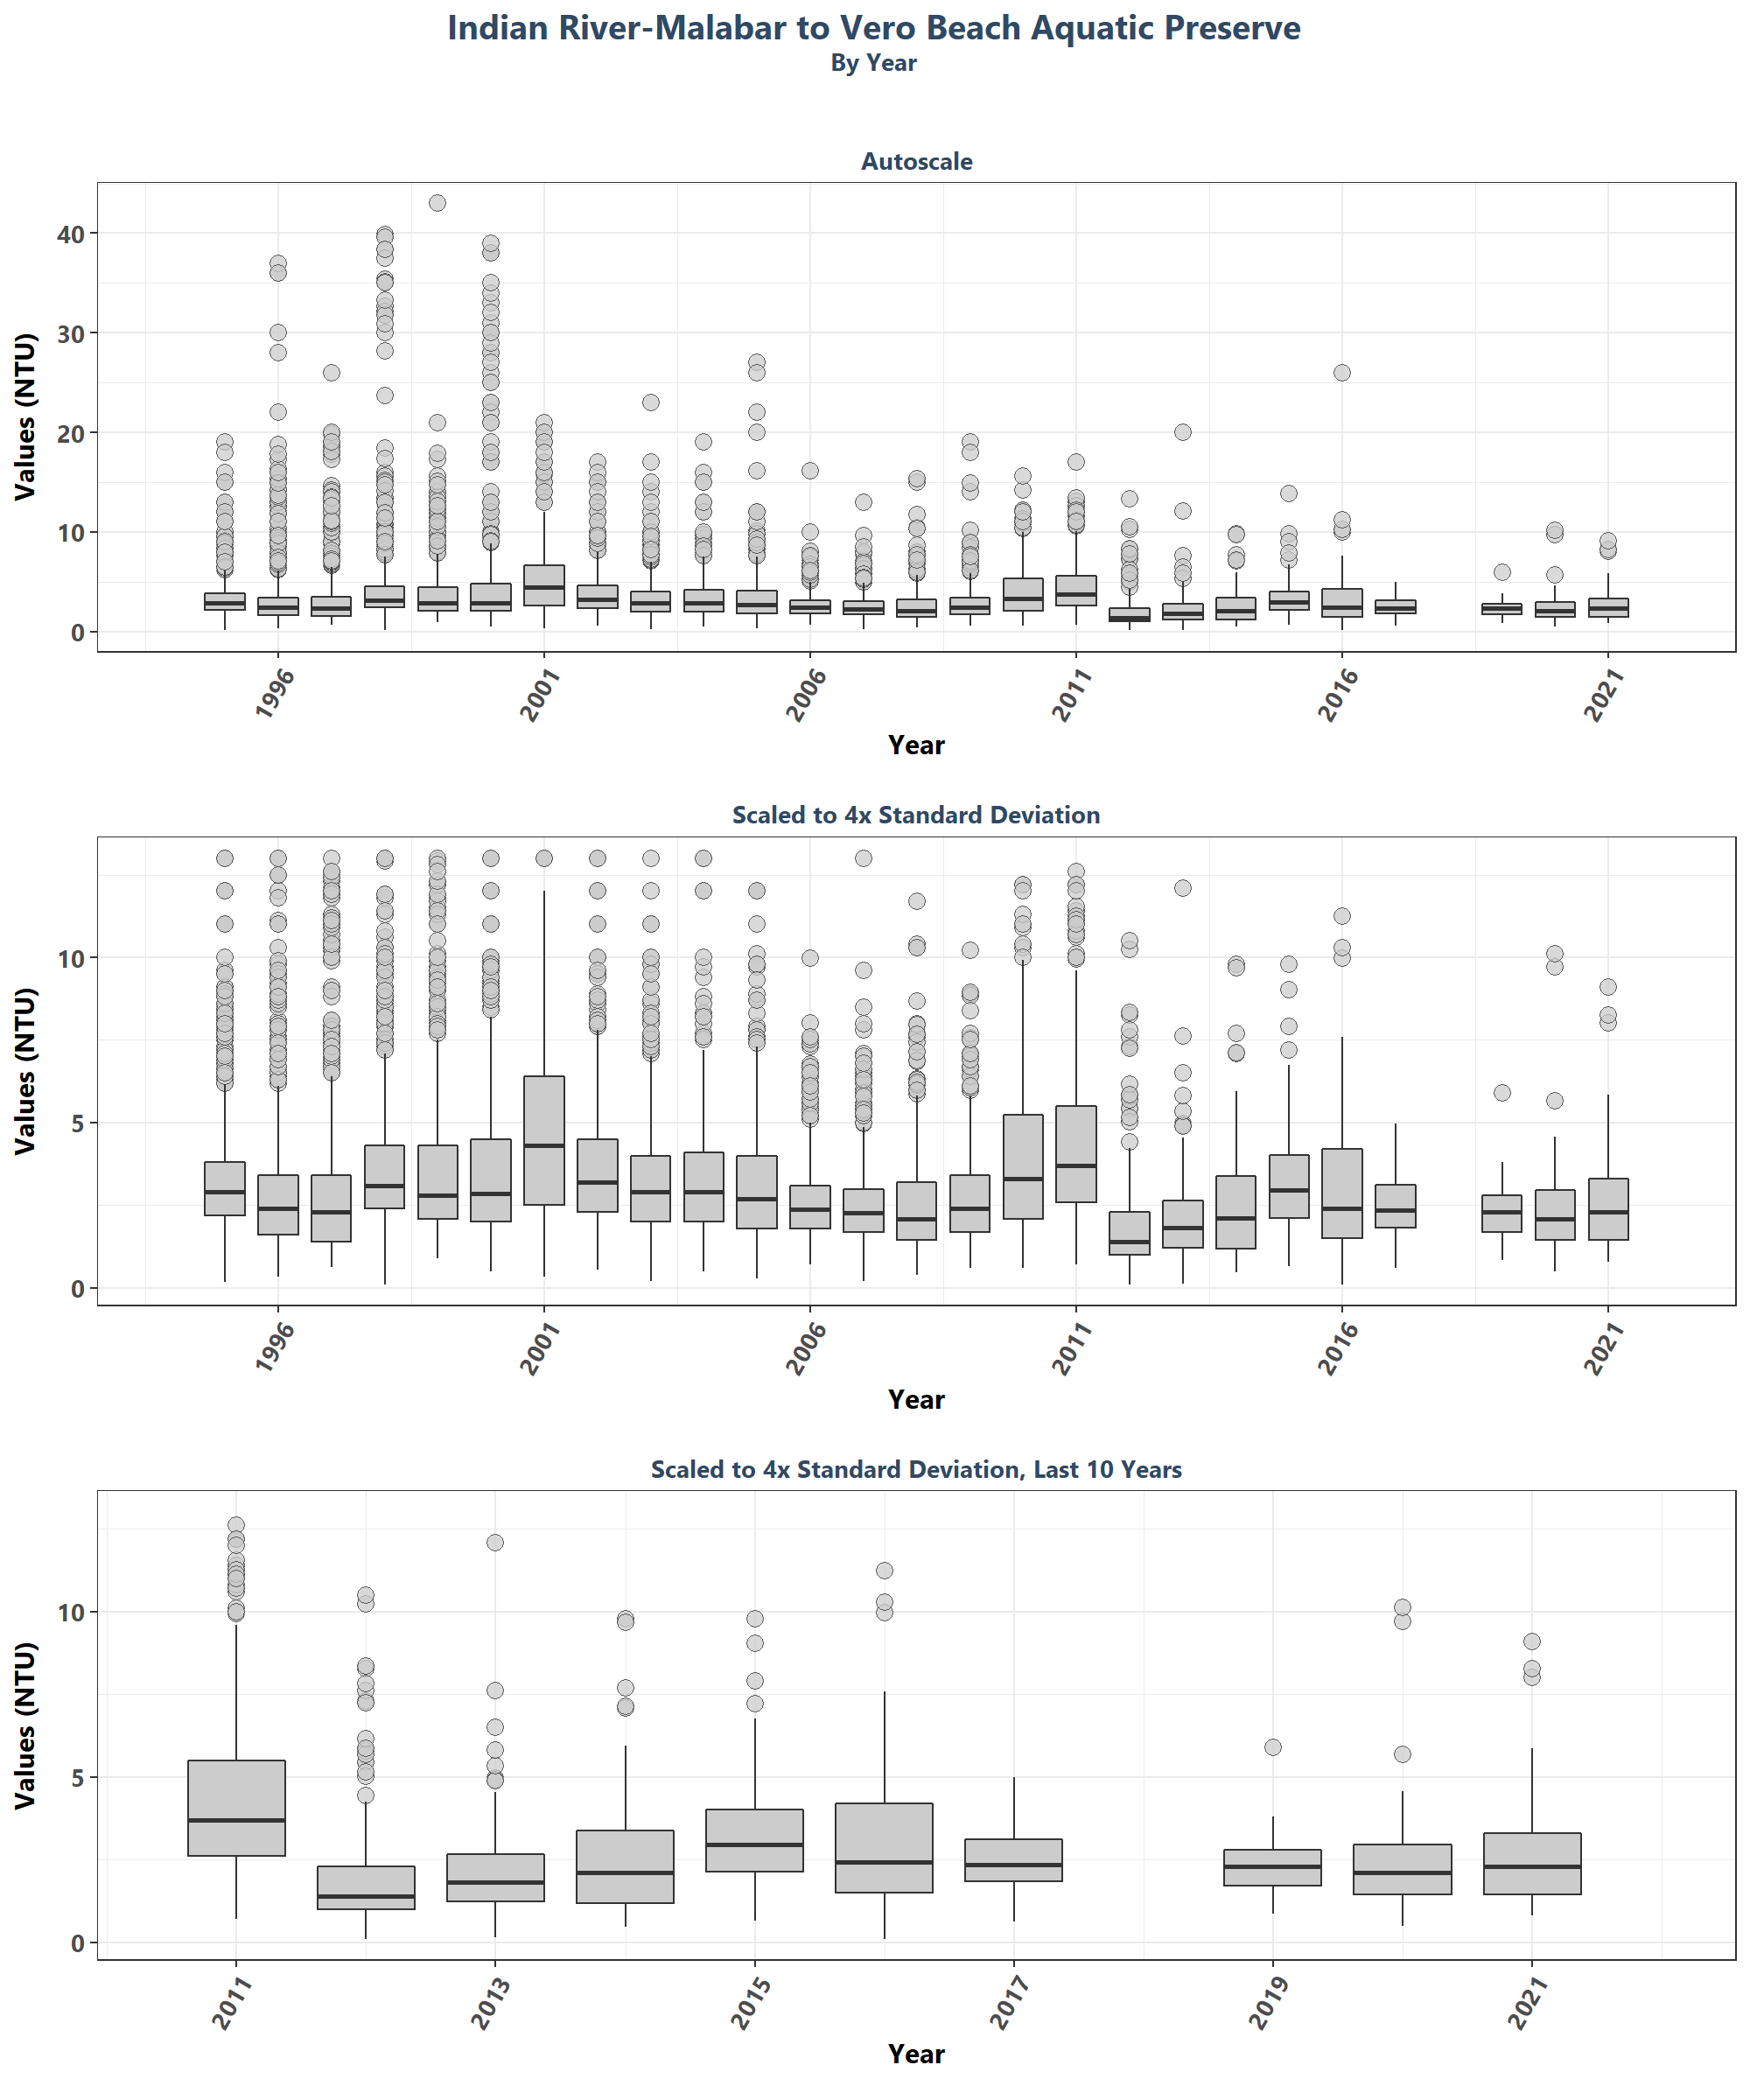 Indian River-Malabar to Vero Beach Aquatic Preserve
By Year
Autoscale
Values (NTU)
40
30
20
10
0
1996
2001
2006
2011
2016
2021
Year
Scaled to 4x Standard Deviation
Values (NTU)
10
5
0
1996
2001
2006
2011
2016
2021
Year
Scaled to 4x Standard Deviation, Last 10 Years
Values (NTU)
10
5
0
2011
2013
2015
2017
2019
2021
Year